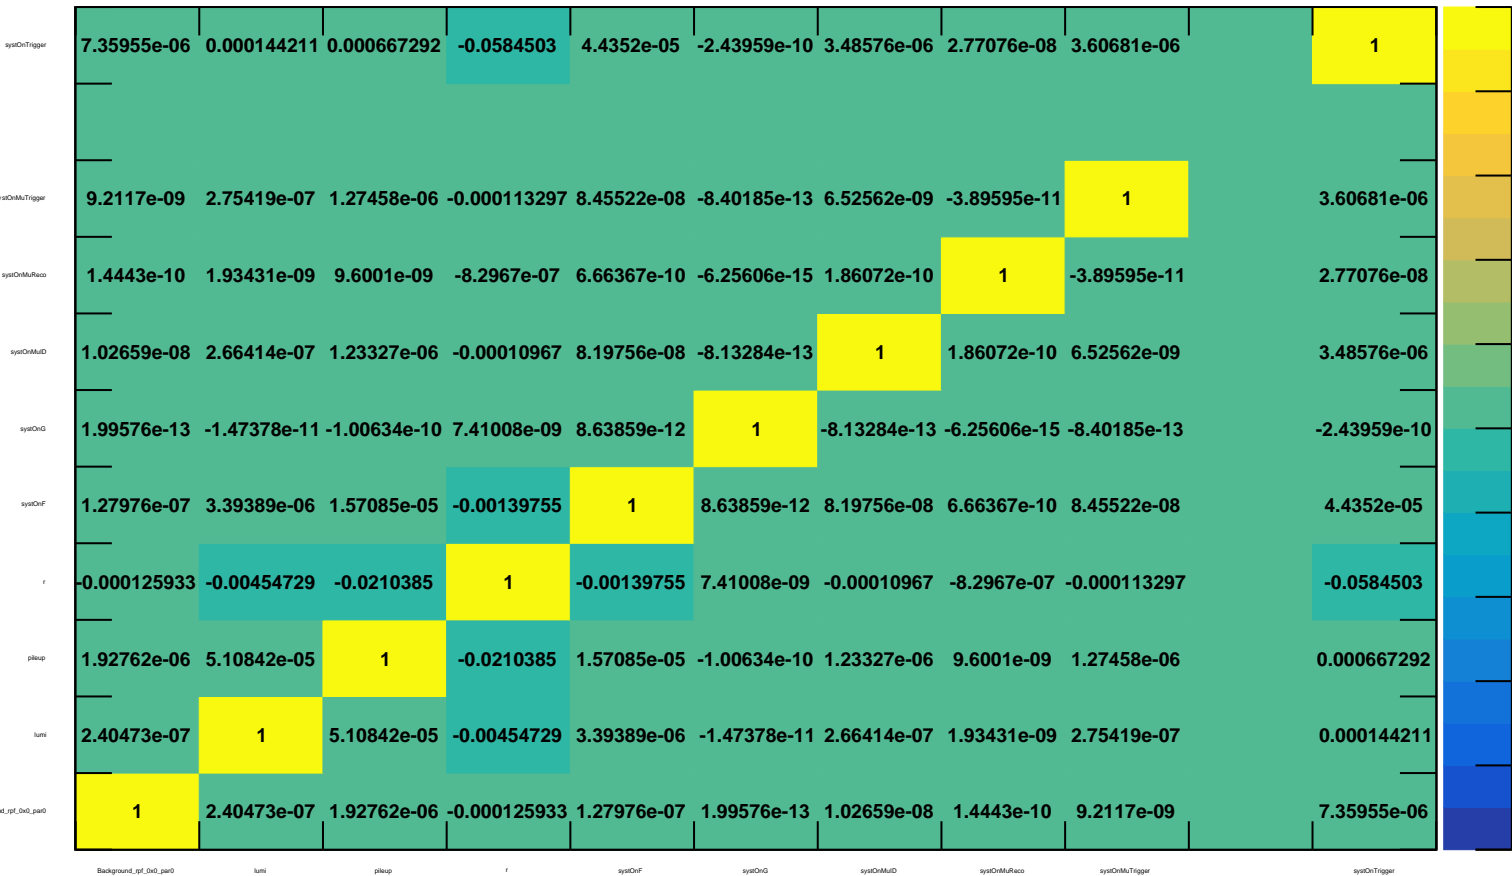 systOnTrigger 7.35955e-06 0.000144211 0.000667292 -0.0584503 4.4352e-05 -2.43959e-10 3.48576e-06 2.77076e-08 3.60681e-06 1
stOnMuTrigger 9.2117e-09 2.75419e-07 1.27458e-06 -0.000113297 8.45522e-08 -8.40185e-13 6.52562e-09 -3.89595e-11 1 3.60681e-06
systOnMuReco 1.4443e-10 1.93431e-09 9.6001e-09 -8.2967e-07 6.66367e-10 -6.25606e-15 1.86072e-10 1 -3.89595e-11 2.77076e-08
systOnMuID 1.02659e-08 2.66414e-07 1.23327e-06 -0.00010967 8.19756e-08 -8.13284e-13 1 1.86072e-10 6.52562e-09 3.48576e-06
systOnG 1.99576e-13 -1.47378e-11 -1.00634e-10 7.41008e-09 8.63859e-12 1 -8.13284e-13 -6.25606e-15 -8.40185e-13 -2.43959e-10
systOnF 1.27976e-07 3.39389e-06 1.57085e-05 -0.00139755 1 8.63859e-12 8.19756e-08 6.66367e-10 8.45522e-08 4.4352e-05
r -0.000125933 -0.00454729 -0.0210385 1 -0.00139755 7.41008e-09 -0.00010967 -8.2967e-07 -0.000113297 -0.0584503
pileup 1.92762e-06 5.10842e-05 1 -0.0210385 1.57085e-05 -1.00634e-10 1.23327e-06 9.6001e-09 1.27458e-06 0.000667292
lumi 2.40473e-07 1 5.10842e-05 -0.00454729 3.39389e-06 -1.47378e-11 2.66414e-07 1.93431e-09 2.75419e-07 0.000144211
d_rpf_0x0_par0 1 2.40473e-07 1.92762e-06 -0.000125933 1.27976e-07 1.99576e-13 1.02659e-08 1.4443e-10 9.2117e-09 7.35955e-06
Background_rpf_0x0_par0 lumi pileup r systOnF systOnG systOnMuID systOnMuReco systOnMuTrigger systOnTrigger